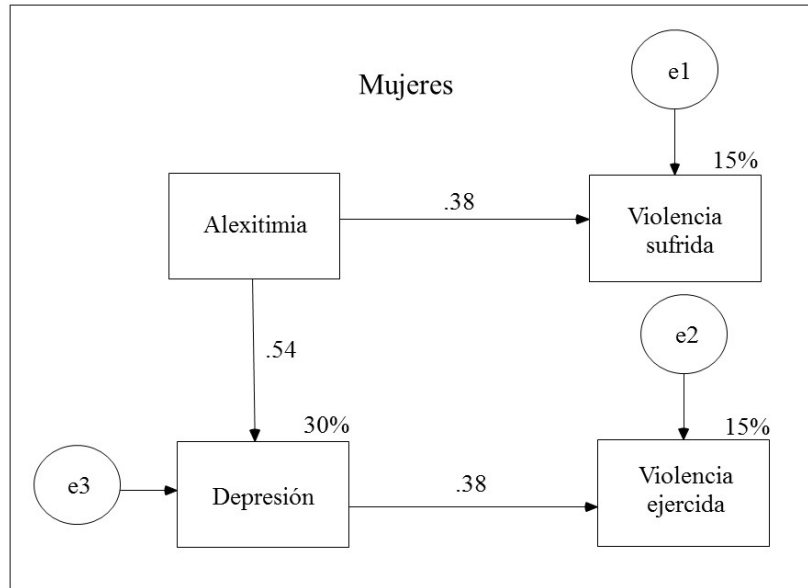 Mujeres
e1
15%
Alexitimia
.38
Violencia
sufrida
.54
e2
30%
15%
e3
Depresión
.38
Violencia
ejercida